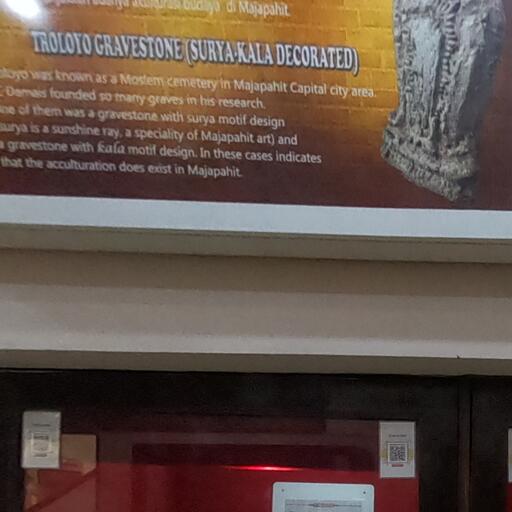 akulturasi budaya di Majapahit.
TROLOYO GRAVESTONE (SURYA-KALA DECORATED)
was known as a Moslem cemetery in Majapahit Capital city area.
Damais founded so many graves in his research.
of them was a gravestone with surya motif design
surya is a sunshine ray, a speciality of Majapahit art) and
a gravestone with kala motif design. In these cases indicates
that the acculturation does exist in Majapahit.